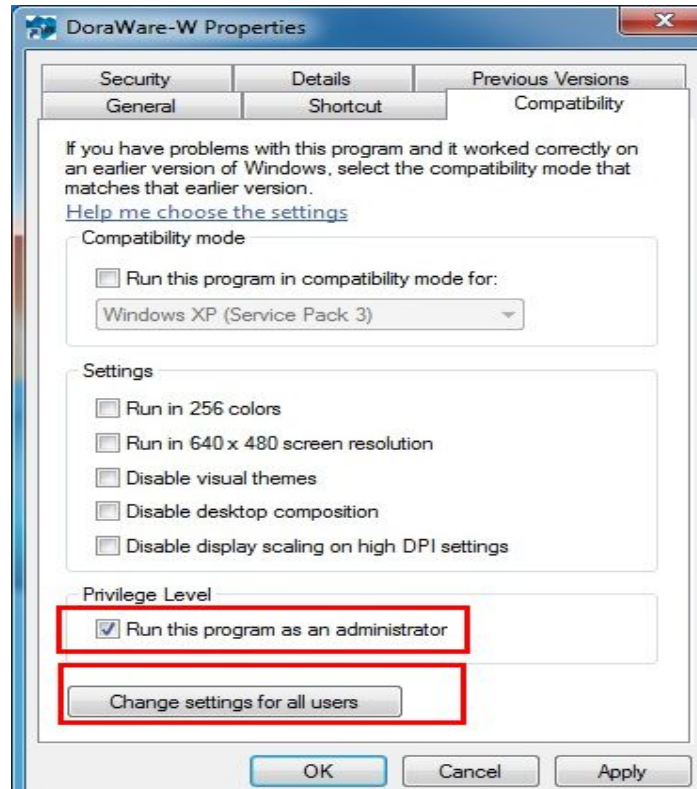 DoraWare-W Properties
Security
Details
Previous Versions
General
Shortcut
Compatibility
If you have problems with this program and it worked correctly on
an earlier version of Windows, select the compatibility mode that
matches that earlier version.
Help me choose the settings
Compatibility mode
Run this program in compatibility mode for:
Windows XP (Service Pack 3)
Settings
Run in 256 colors
Run in 640 x 480 screen resolution
Disable visual themes
Disable desktop composition
Disable display scaling on high DPI settings
Privilege Level
Run this program as an administrator
Change settings for all users
OK
Cancel
Apply